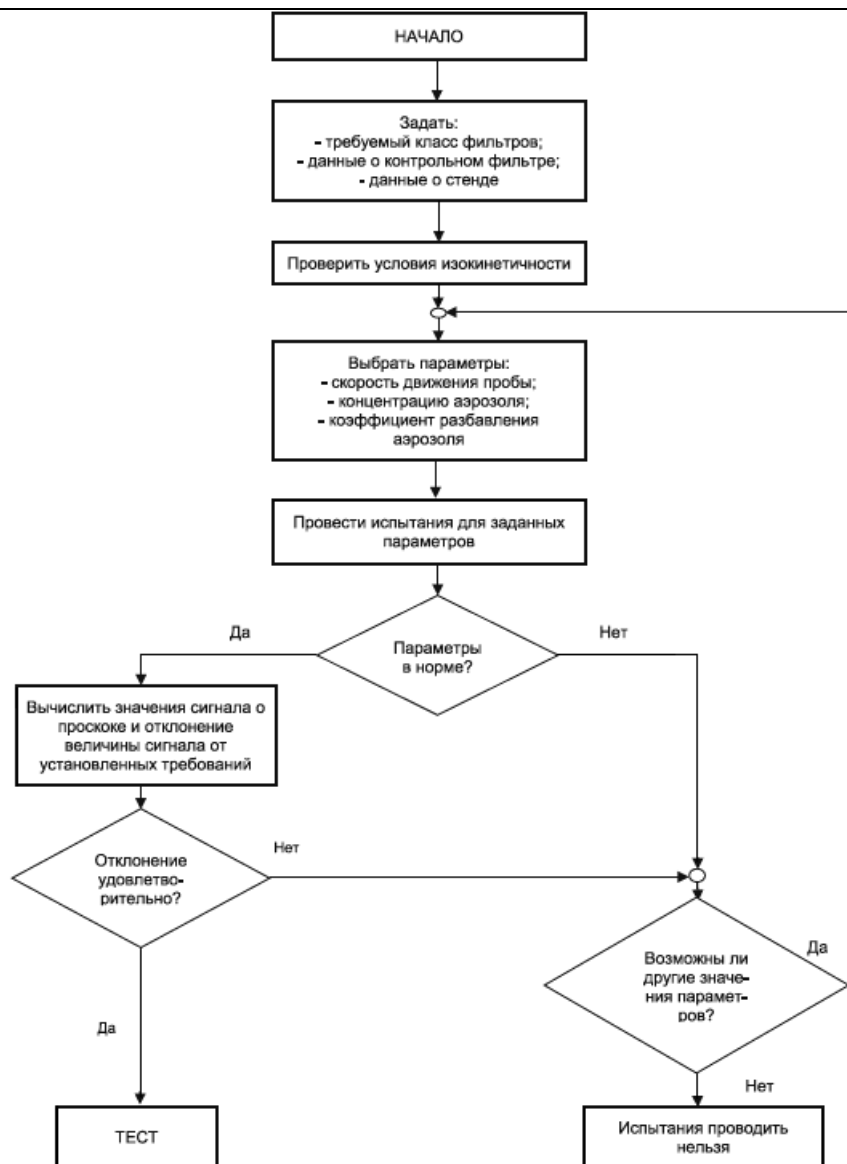 НАЧАЛО
Задать:
- требуемый класс фильтров;
- данные о контрольном фильтре;
- данные о стенде
Проверить условия изокинетичности
Выбрать параметры:
- скорость движения пробы;
- концентрацию аэрозоля;
- коэффициент разбавления
аэрозоля
Провести испытания для заданных
параметров
Да
Нет
Параметры
в норме?
Вычислить значения сигнала о
проскоке и отклонение
величины сигнала от
установленных требований
Нет
Отклонение
удовлетво-
рительно?
Да
Возможны ли
другие значе-
ния парамет-
ров?
Да
Нет
ТЕСТ
Испытания проводить
нельзя